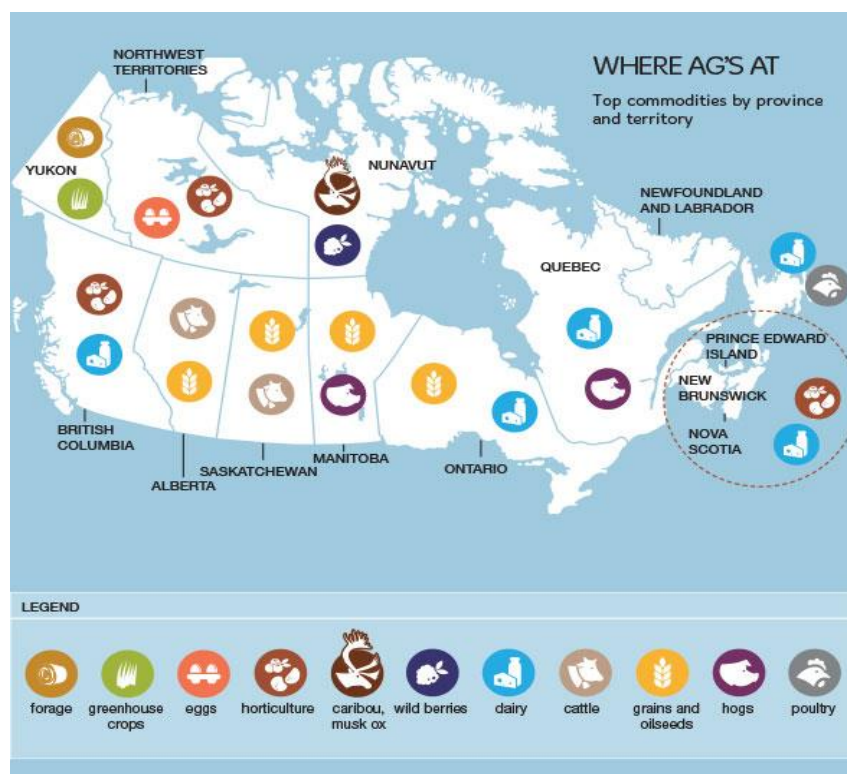 WHERE AG'S AT
Top commodities by province
and territory
NORTHWEST
TERRITORIES
YUKON
NUNAVUT
NEWFOUNDLAND
AND LABRADOR
QUEBEC
PRINCE EDWARD
ISLAND
NEW
BRUNSWICK
NOVA
SCOTIA
BRITISH
COLUMBIA
ALBERTA
SASKATCHEWAN
MANITOBA
ONTARIO
LEGEND
forage
greenhouse
crops
eggs
horticulture
caribou,
musk ox
wild berries
dairy
cattle
grains and
oilseeds
hogs
poultry